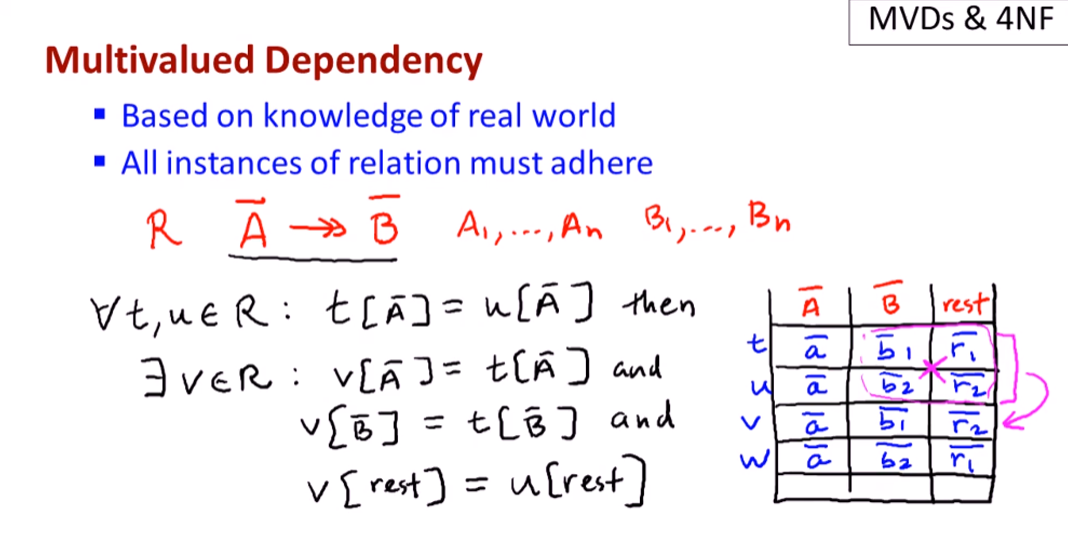 MVDs & 4NF
Multivalued Dependency
▪ Based on knowledge of real world
▪ All instances of relation must adhere
R A̅ ↠ B̅ A₁,...,Aₙ B₁,...,Bₙ
∀t,u∈R : t[A̅]=u[A̅] then
∃v∈R : v[A̅]=t[A̅] and
v[B̅] = t[B̅] and
v[rest] = u[rest]
A̅ B̅ rest
t a̅ b̅₁ r̅₁
u a̅ b̅₂ r̅₂
v a̅ b̅₁ r̅₂
w a̅ b̅₂ r̅₁